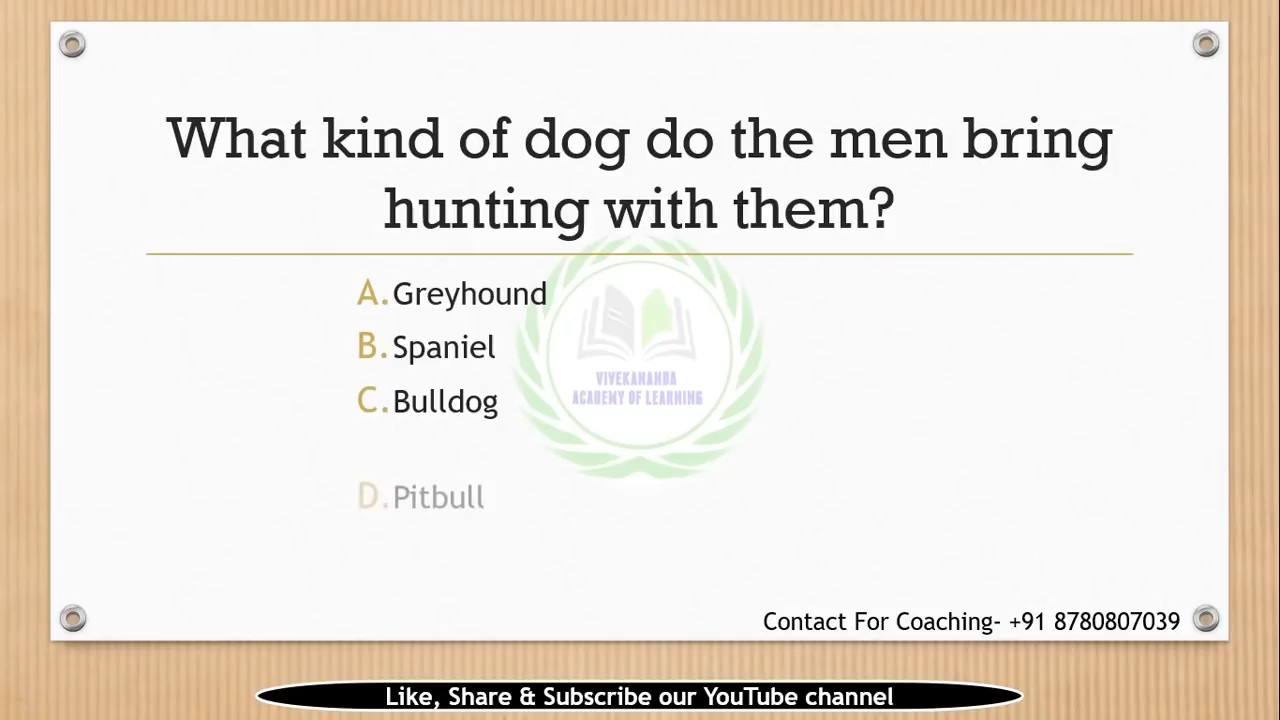 What kind of dog do the men bring
hunting with them?
A. Greyhound
B. Spaniel
C. Bulldog
D. Pitbull
VIVEKANANDA
ACADEMY OF LEARNING
Contact For Coaching- +91 8780807039
Like, Share & Subscribe our YouTube channel